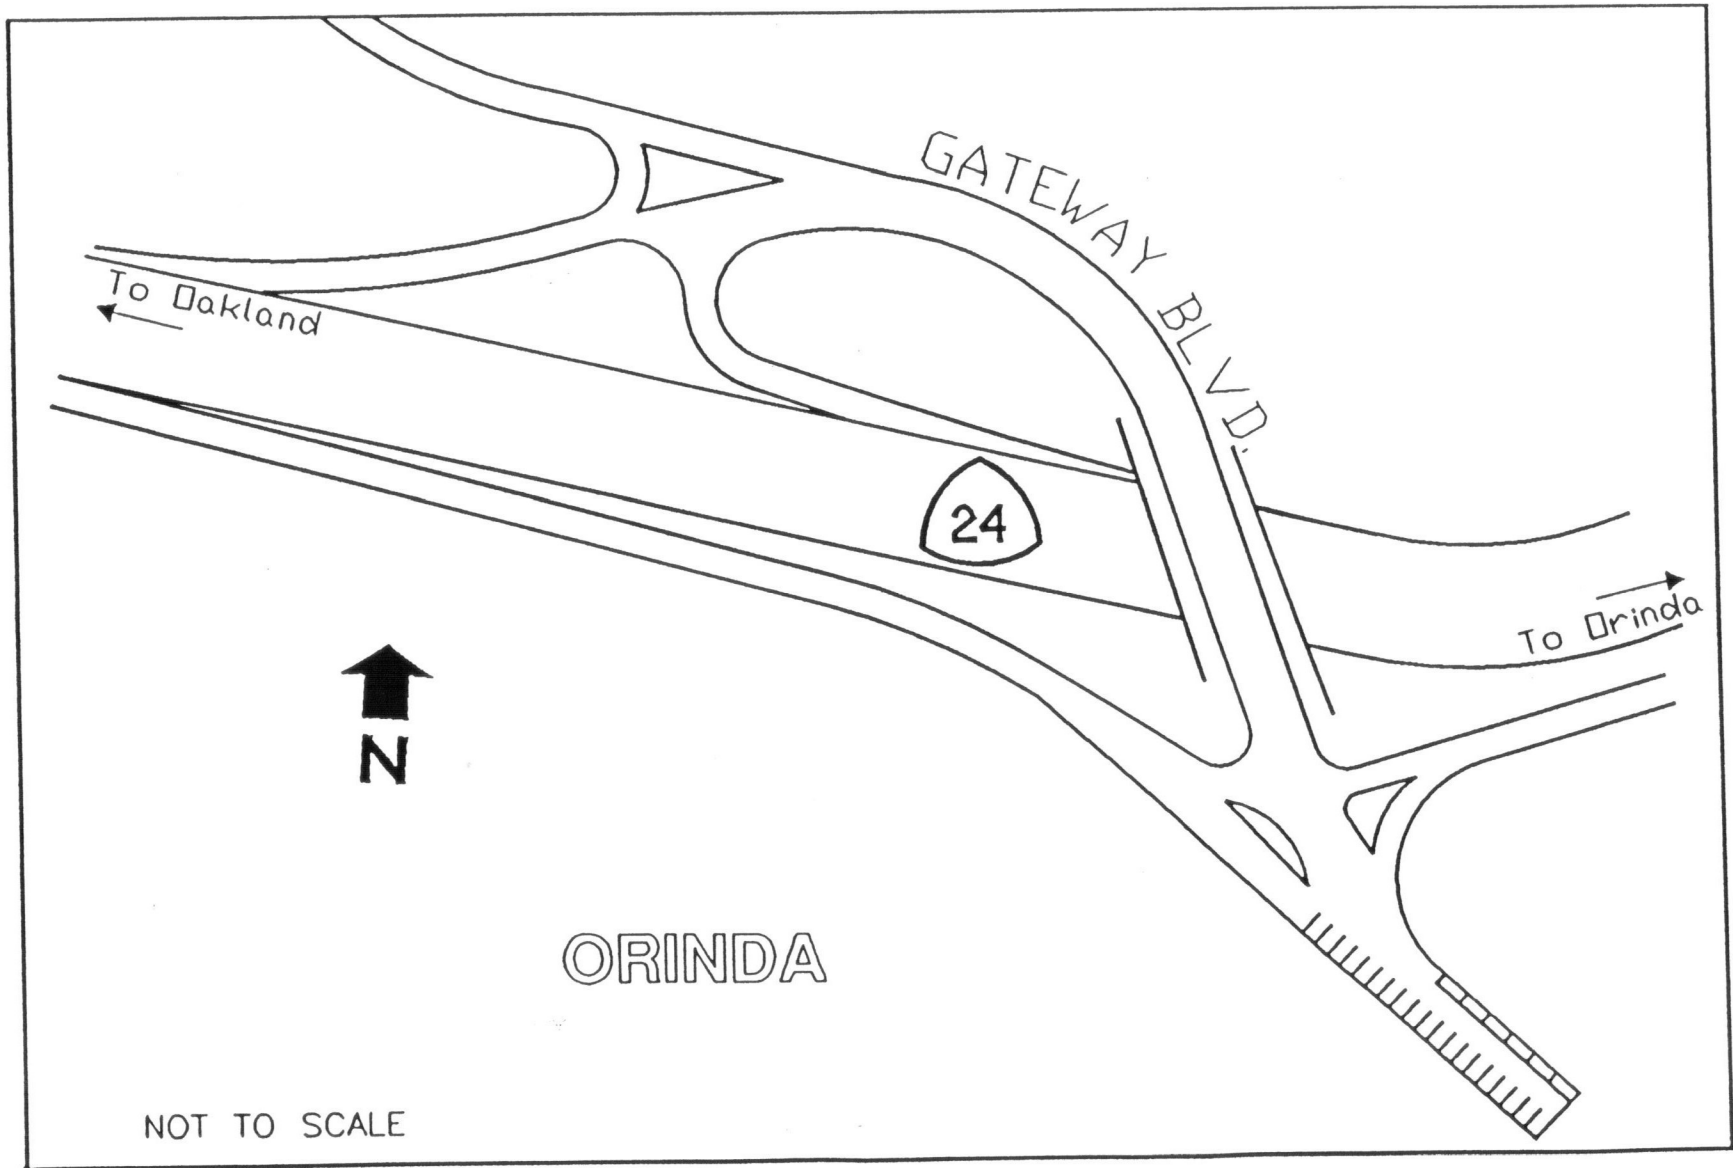 GATEWAY BLVD.
To Oakland
24
To Orinda
N
ORINDA
NOT TO SCALE